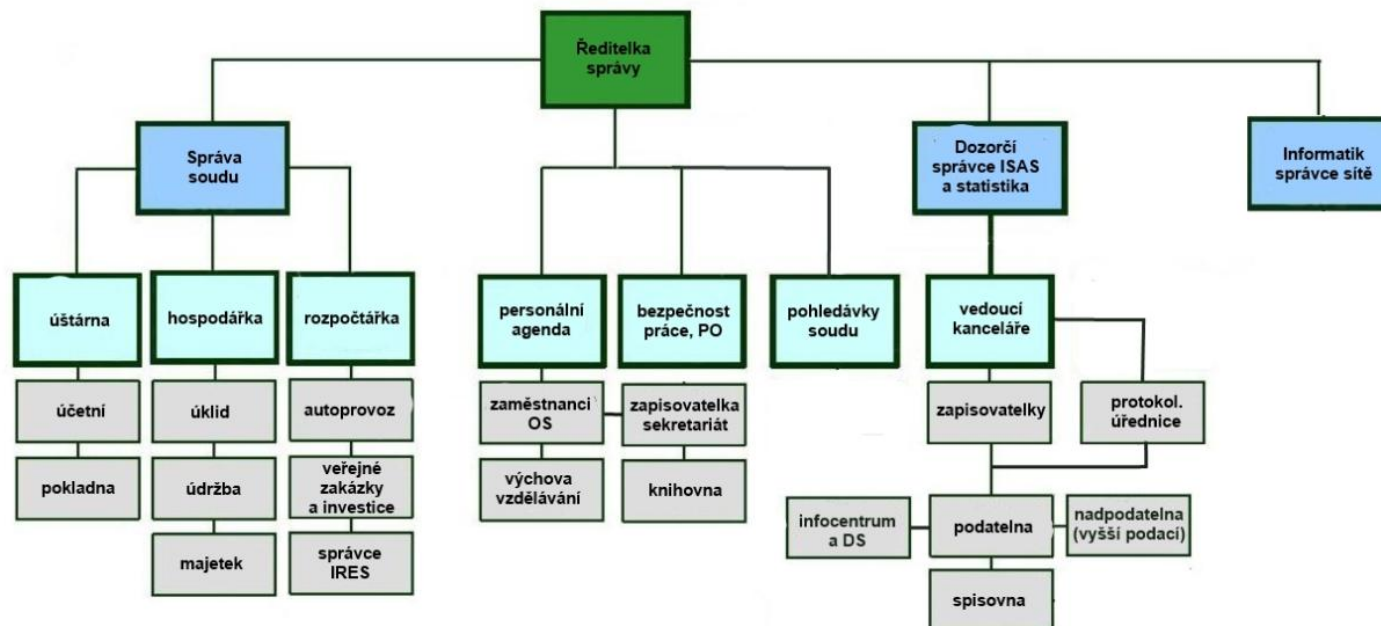 Ředitelka
správy
Správa
soudu
Dozorčí
správce ISAS
a statistika
Informatik
správce sítě
úštárna
hospodářka
rozpočtářka
personální
agenda
bezpečnost
práce, PO
pohledávky
soudu
vedoucí
kanceláře
účetní
úklid
autoprovoz
zaměstnanci
OS
zapisovatelka
sekretariát
zapisovatelky
protokol.
úřednice
pokladna
údržba
veřejné
zakázky
a investice
výchova
vzdělávání
knihovna
infocentrum
a DS
podatelna
nadpodatelna
(vyšší podací)
majetek
správce
IRES
spisovna